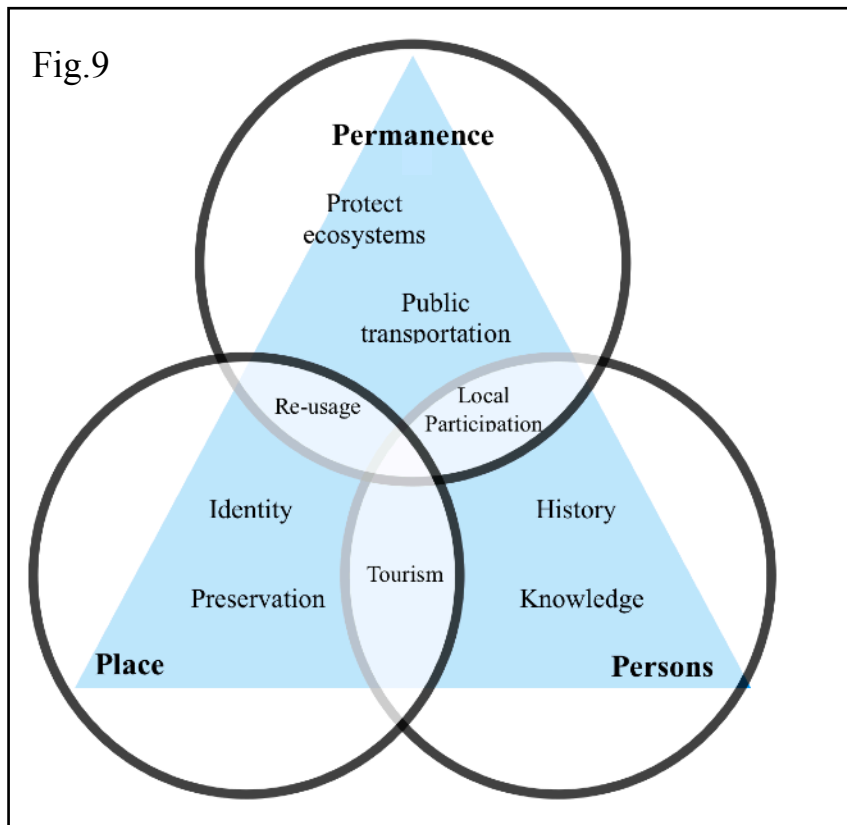 Fig.9
Permanence
Protect
ecosystems
Public
transportation
Re-usage
Local
Participation
Identity
History
Tourism
Preservation
Knowledge
Place
Persons